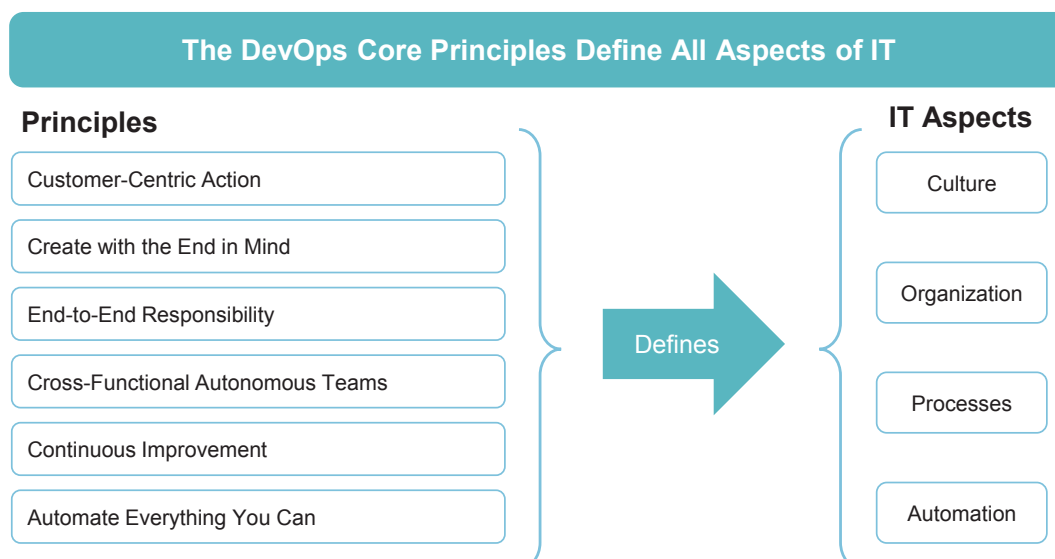 The DevOps Core Principles Define All Aspects of IT
Principles
Customer-Centric Action
Create with the End in Mind
End-to-End Responsibility
Cross-Functional Autonomous Teams
Continuous Improvement
Automate Everything You Can
Defines
IT Aspects
Culture
Organization
Processes
Automation